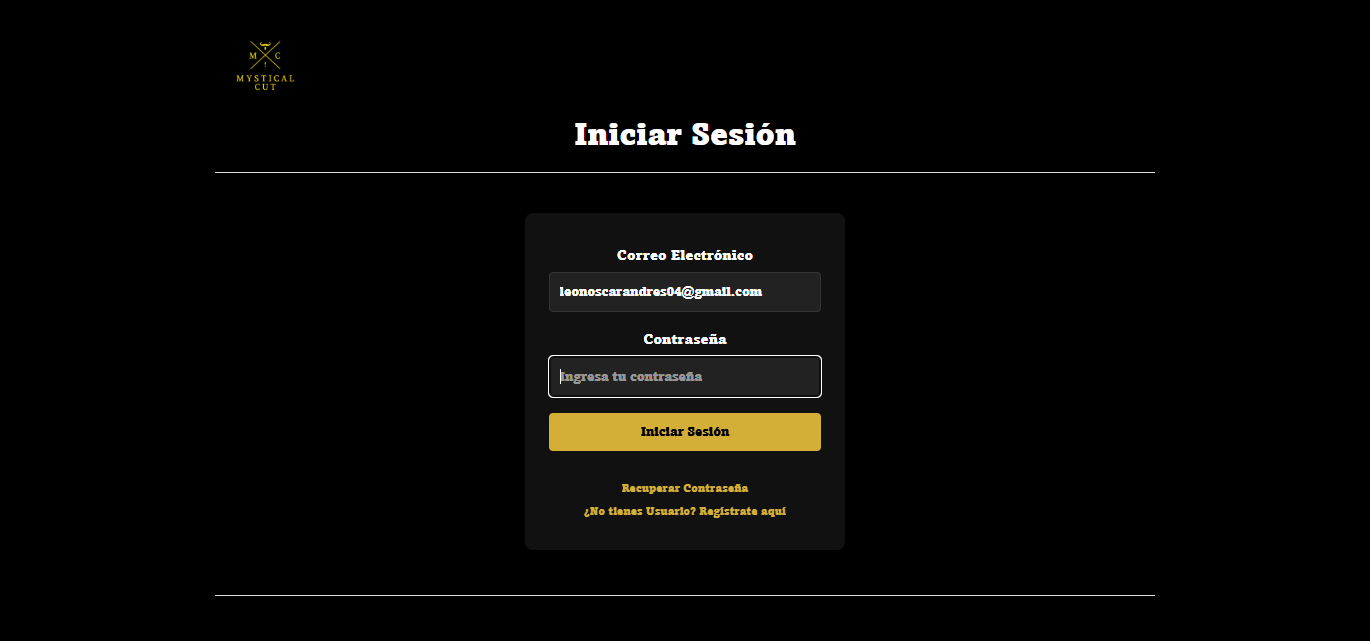 M C
MYSTICAL
CUT
Iniciar Sesión
Correo Electrónico
leonoscarandres04@gmail.com
Contraseña
Ingresa tu contraseña
Iniciar Sesión
Recuperar Contraseña
¿No tienes Usuario? Regístrate aquí